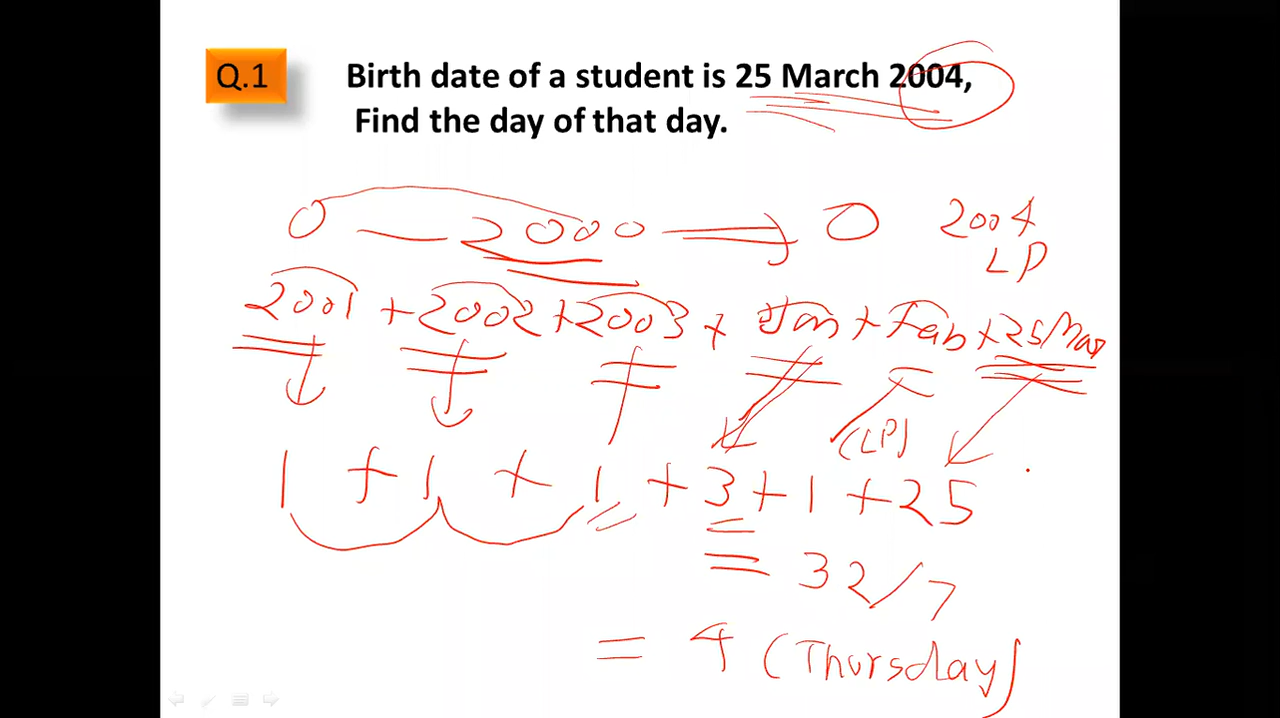 Q.1 Birth date of a student is 25 March 2004,
Find the day of that day.
0 — 2000 → 0 2004
LP
2001 + 2002 + 2003 + Jan + Feb + 25 Mar
(LP)
1 + 1 + 1 + 3 + 1 + 25
= 32/7
= 4 (Thursday)